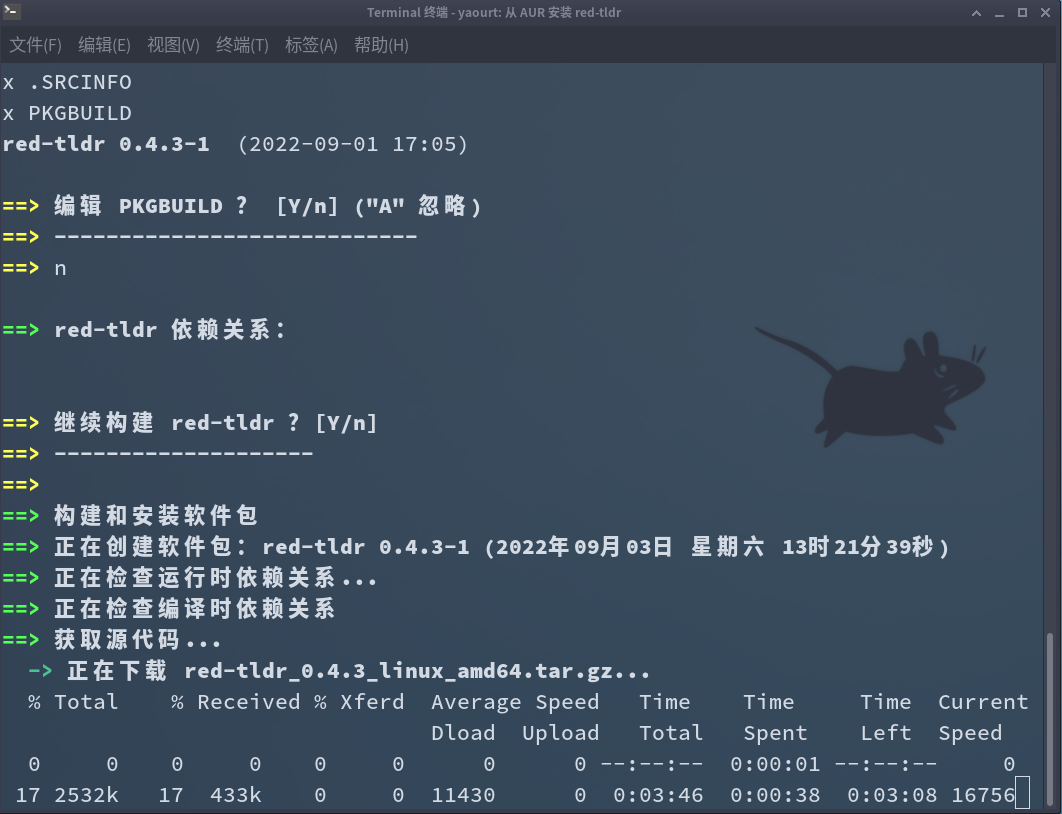 Terminal 终端 - yaourt: 从 AUR 安装 red-tldr
文件(F) 编辑(E) 视图(V) 终端(T) 标签(A) 帮助(H)
x .SRCINFO
x PKGBUILD
red-tldr 0.4.3-1  (2022-09-01 17:05)
==> 编辑 PKGBUILD ?  [Y/n] ("A" 忽略)
==> ----------------------------
==> n
==> red-tldr 依赖关系：
==> 继续构建 red-tldr ? [Y/n]
==> --------------------
==>
==> 构建和安装软件包
==> 正在创建软件包：red-tldr 0.4.3-1 (2022年09月03日 星期六 13时21分39秒)
==> 正在检查运行时依赖关系...
==> 正在检查编译时依赖关系
==> 获取源代码...
  -> 正在下载 red-tldr_0.4.3_linux_amd64.tar.gz...
  % Total    % Received % Xferd  Average Speed   Time    Time     Time  Current
                                 Dload  Upload   Total   Spent    Left  Speed
  0     0    0     0    0     0      0      0 --:--:--  0:00:01 --:--:--     0
 17 2532k   17  433k    0     0  11430      0  0:03:46  0:00:38  0:03:08 16756